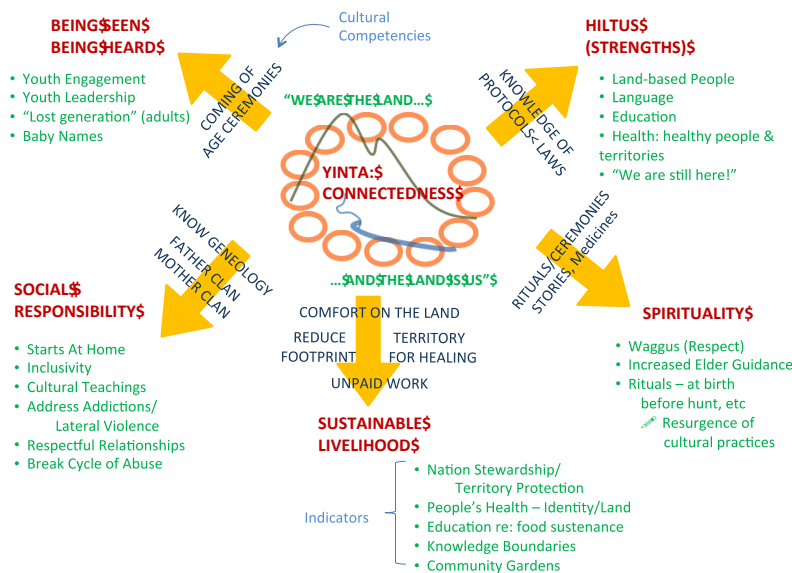 BEING$SEEN$
BEING$HEARD$
• Youth Engagement
• Youth Leadership
• “Lost generation” (adults)
• Baby Names
COMING OF
AGE CEREMONIES
Cultural
Competencies
“WE$ARE$THE$LAND…$
YINTA:$
CONNECTEDNESS$
…$AND$THE$LAND$IS$US”$
KNOWLEDGE OF
PROTOCOLS< LAWS
HILTUS$
(STRENGTHS)$
• Land-based People
• Language
• Education
• Health: healthy people &
territories
• “We are still here!”
KNOW GENEOLOGY
FATHER CLAN
MOTHER CLAN
SOCIAL$
RESPONSIBILITY$
• Starts At Home
• Inclusivity
• Cultural Teachings
• Address Addictions/
Lateral Violence
• Respectful Relationships
• Break Cycle of Abuse
RITUALS/CEREMONIES
STORIES, Medicines
SPIRITUALITY$
• Waggus (Respect)
• Increased Elder Guidance
• Rituals – at birth
before hunt, etc
Resurgence of
cultural practices
COMFORT ON THE LAND
REDUCE
FOOTPRINT
TERRITORY
FOR HEALING
UNPAID WORK
SUSTAINABLE$
LIVELIHOOD$
Indicators
• Nation Stewardship/
Territory Protection
• People’s Health – Identity/Land
• Education re: food sustenance
• Knowledge Boundaries
• Community Gardens